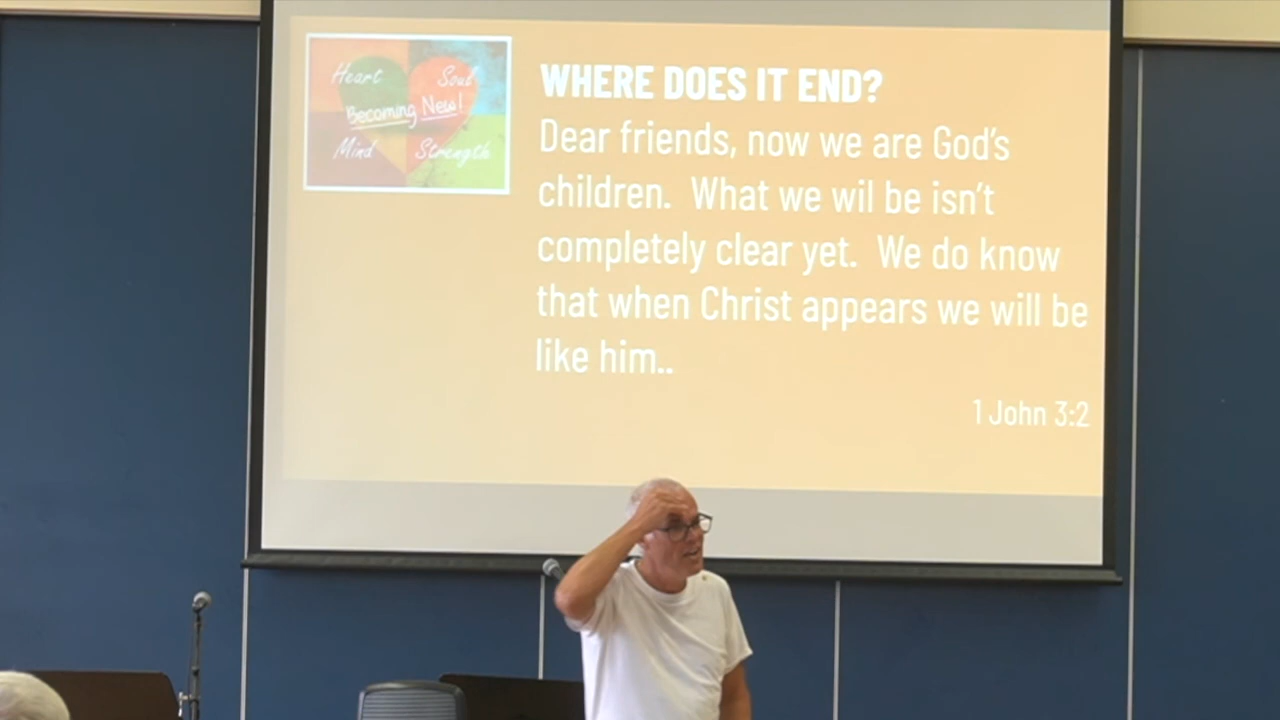 Heart Soul
Becoming New!
Mind Strength
WHERE DOES IT END?
Dear friends, now we are God's
children. What we wil be isn't
completely clear yet. We do know
that when Christ appears we will be
like him..
1 John 3:2